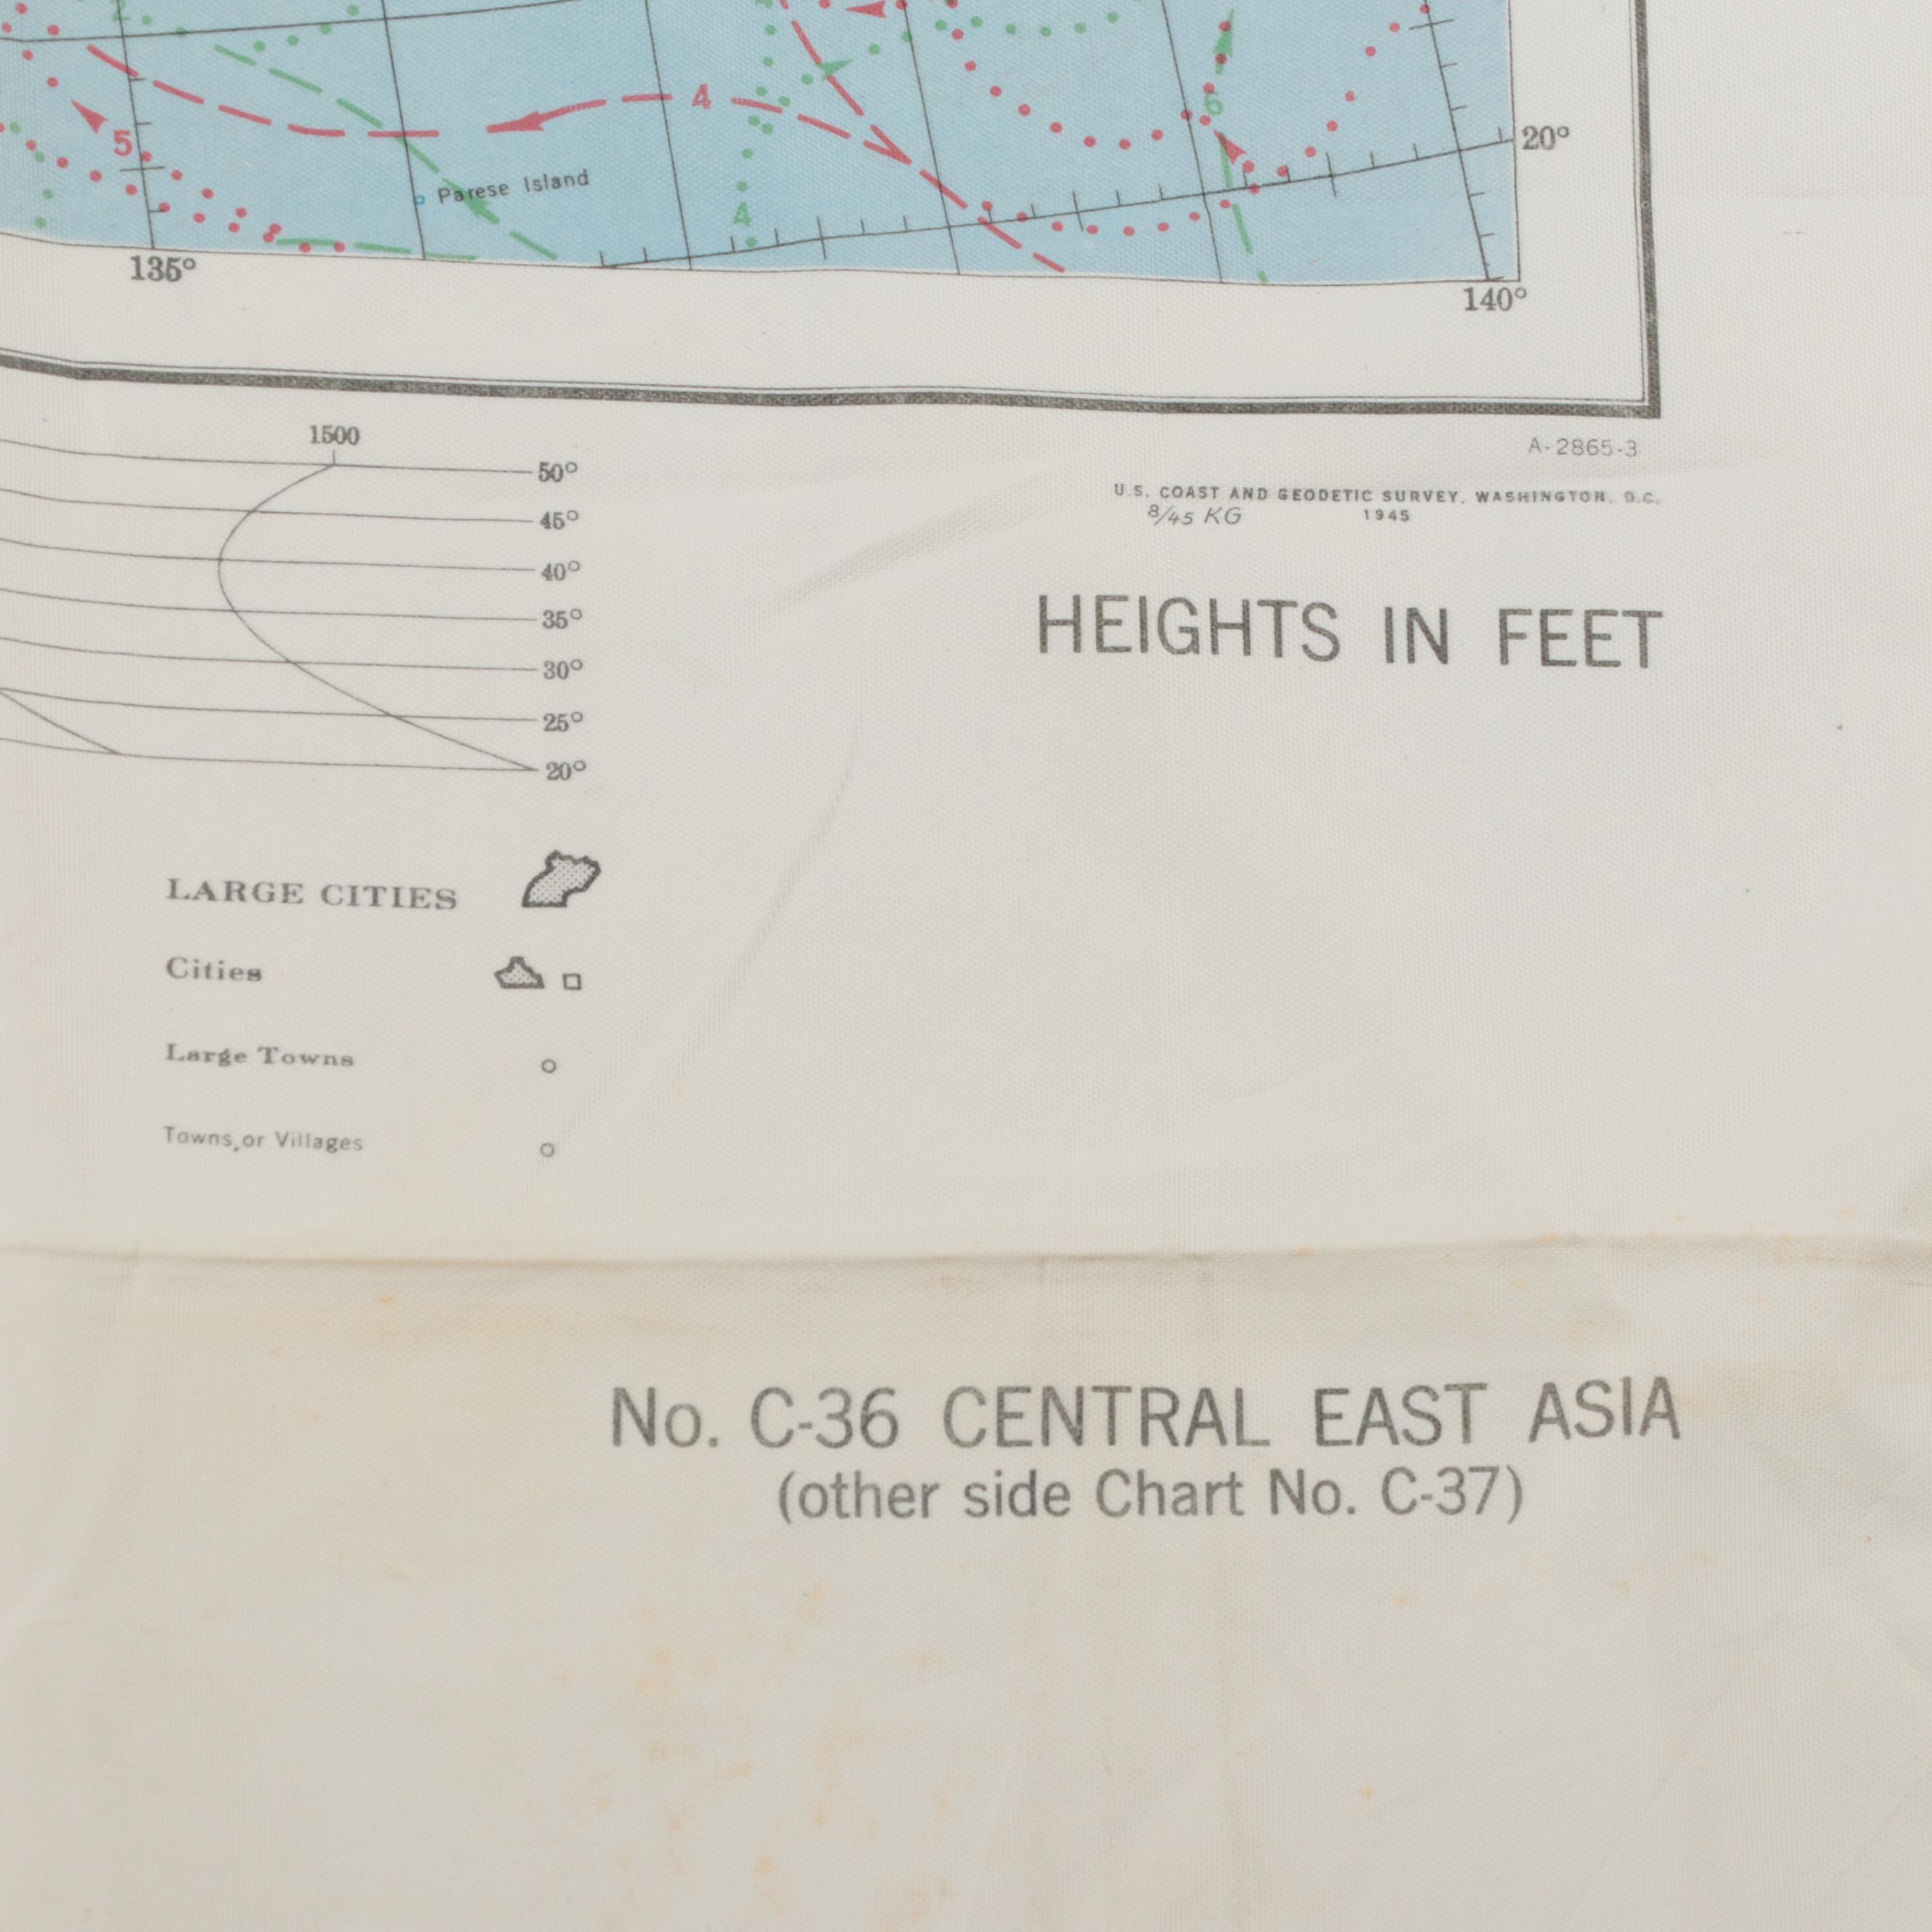 2
4
6
5
20°
Parese Island
4
135°
140°
1500
A-2865-3
50°
U.S. COAST AND GEODETIC SURVEY, WASHINGTON, D.C.
8/45 KG 1945
45°
40°
35°
HEIGHTS IN FEET
30°
25°
20°
LARGE CITIES
Cities
Large Towns
Towns, or Villages
No. C-36 CENTRAL EAST ASIA
(other side Chart No. C-37)